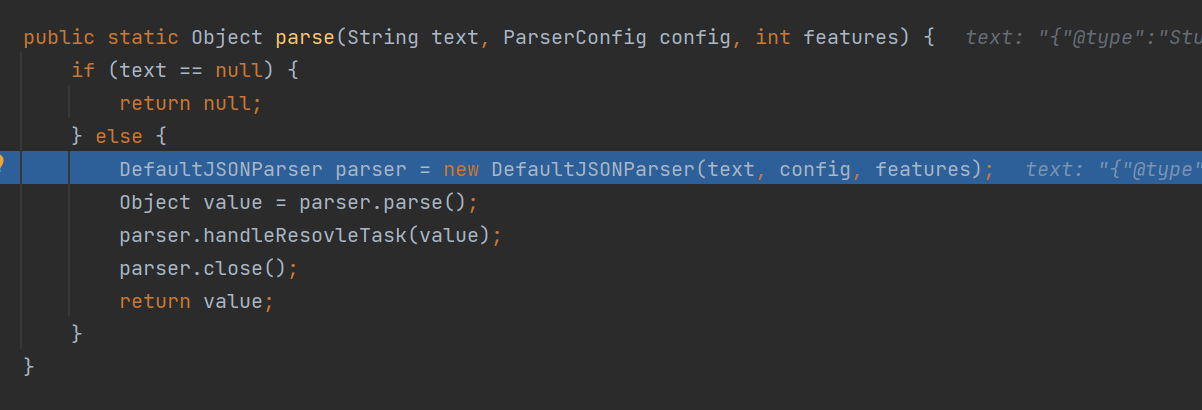 public static Object parse(String text, ParserConfig config, int features) {   text: "{"@type":"Stu
    if (text == null) {
        return null;
    } else {
        DefaultJSONParser parser = new DefaultJSONParser(text, config, features);   text: "{"@type"
        Object value = parser.parse();
        parser.handleResovleTask(value);
        parser.close();
        return value;
    }
}